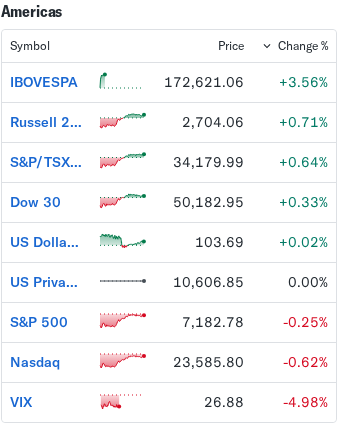 Americas
Symbol Price Change %
IBOVESPA 172,621.06 +3.56%
Russell 2... 2,704.06 +0.71%
S&P/TSX... 34,179.99 +0.64%
Dow 30 50,182.95 +0.33%
US Dolla... 103.69 +0.02%
US Priva... 10,606.85 0.00%
S&P 500 7,182.78 -0.25%
Nasdaq 23,585.80 -0.62%
VIX 26.88 -4.98%